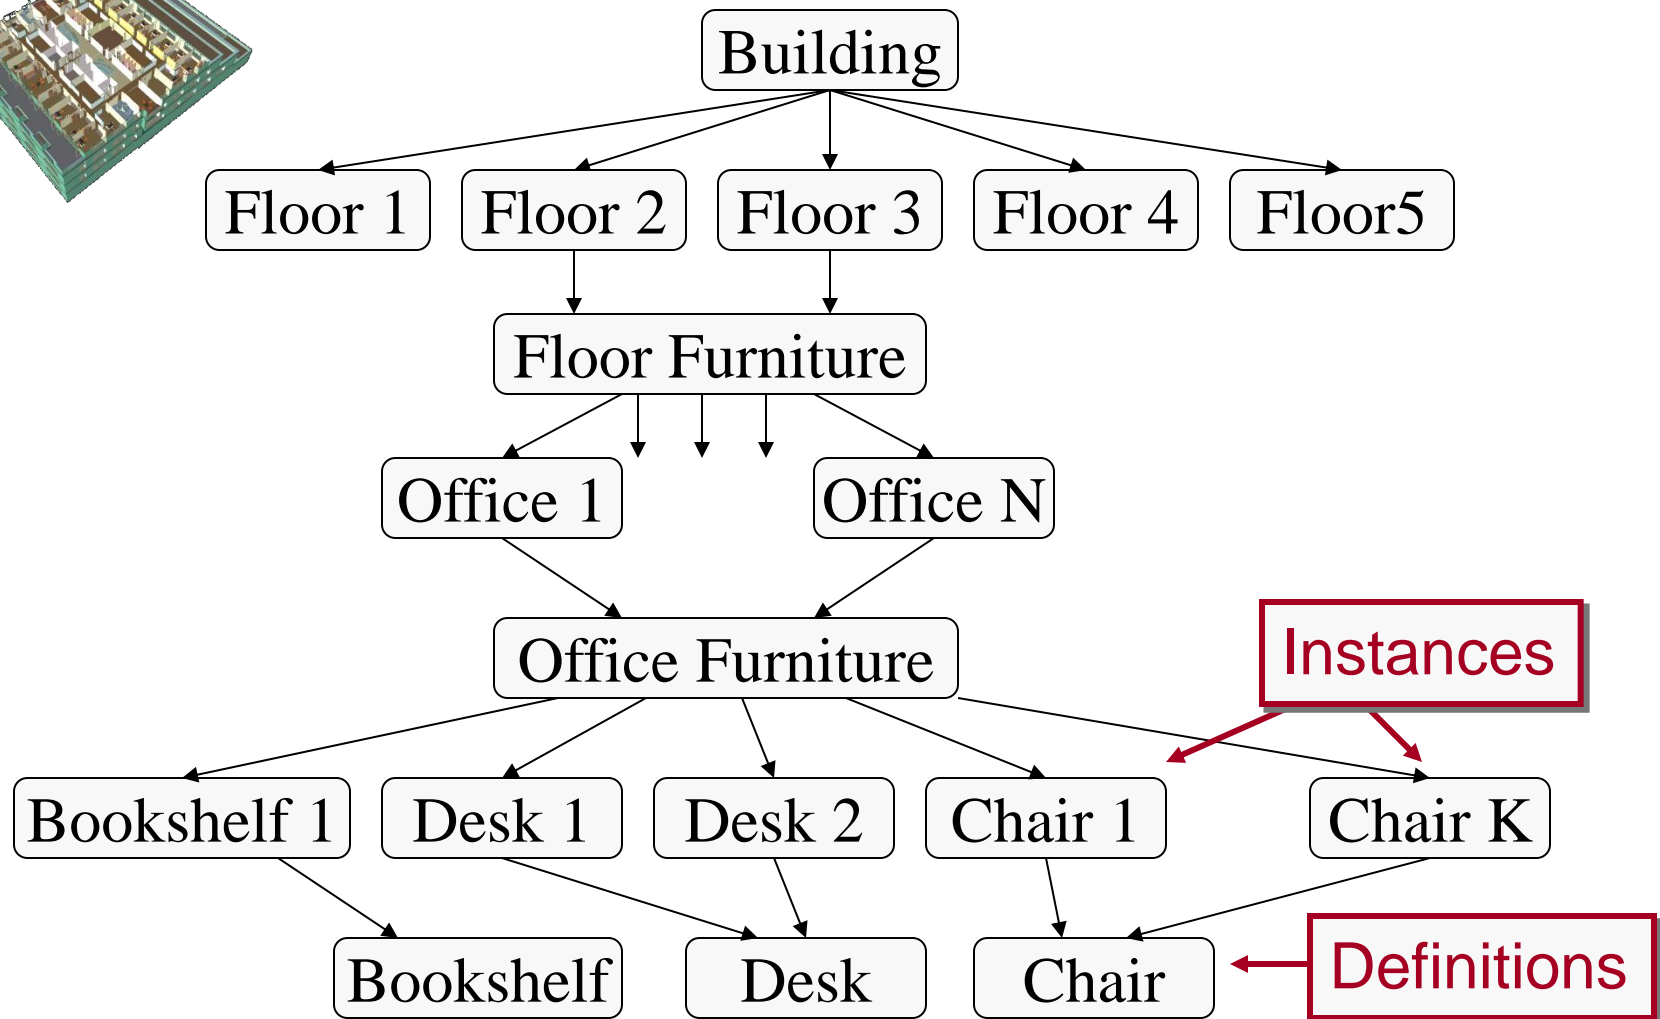 Building
Floor 1
Floor 2
Floor 3
Floor 4
Floor5
Floor Furniture
Office 1
Office N
Office Furniture
Instances
Bookshelf 1
Desk 1
Desk 2
Chair 1
Chair K
Bookshelf
Desk
Chair
Definitions